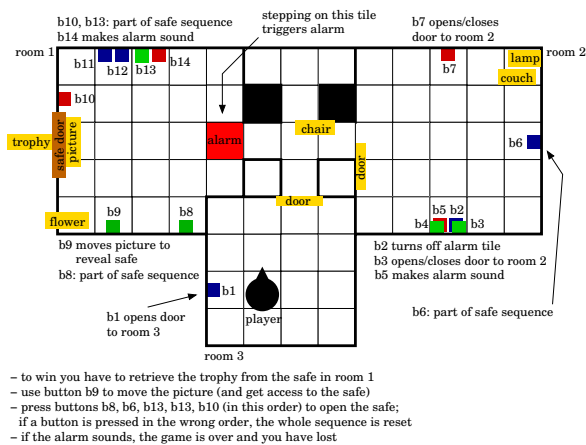 b10, b13: part of safe sequence
b14 makes alarm sound
stepping on this tile
triggers alarm
b7 opens/closes
door to room 2
room 1
room 2
b11
b12
b13
b14
b7
lamp
couch
b10
trophy
safe door
picture
alarm
chair
b6
door
door
flower
b9
b8
b5
b2
b4
b3
b9 moves picture to
reveal safe
b8: part of safe sequence
b2 turns off alarm tile
b3 opens/closes door to room 2
b5 makes alarm sound
b1
b1 opens door
to room 3
player
b6: part of safe sequence
room 3
– to win you have to retrieve the trophy from the safe in room 1
– use button b9 to move the picture (and get access to the safe)
– press buttons b8, b6, b13, b13, b10 (in this order) to open the safe;
if a button is pressed in the wrong order, the whole sequence is reset
– if the alarm sounds, the game is over and you have lost